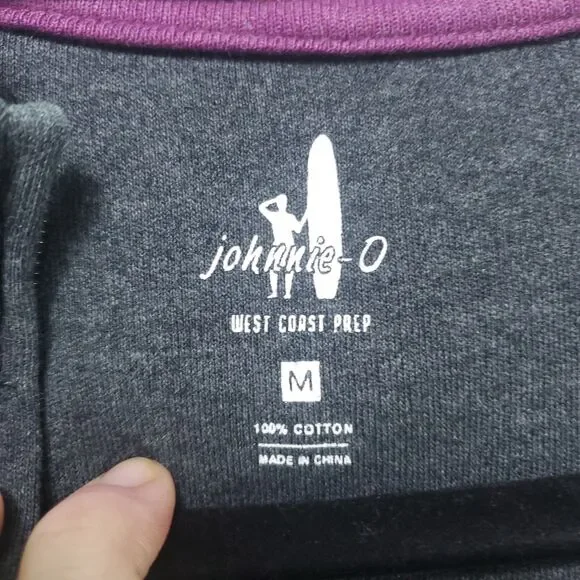 johnnie-O
WEST COAST PREP
M
100% COTTON
MADE IN CHINA